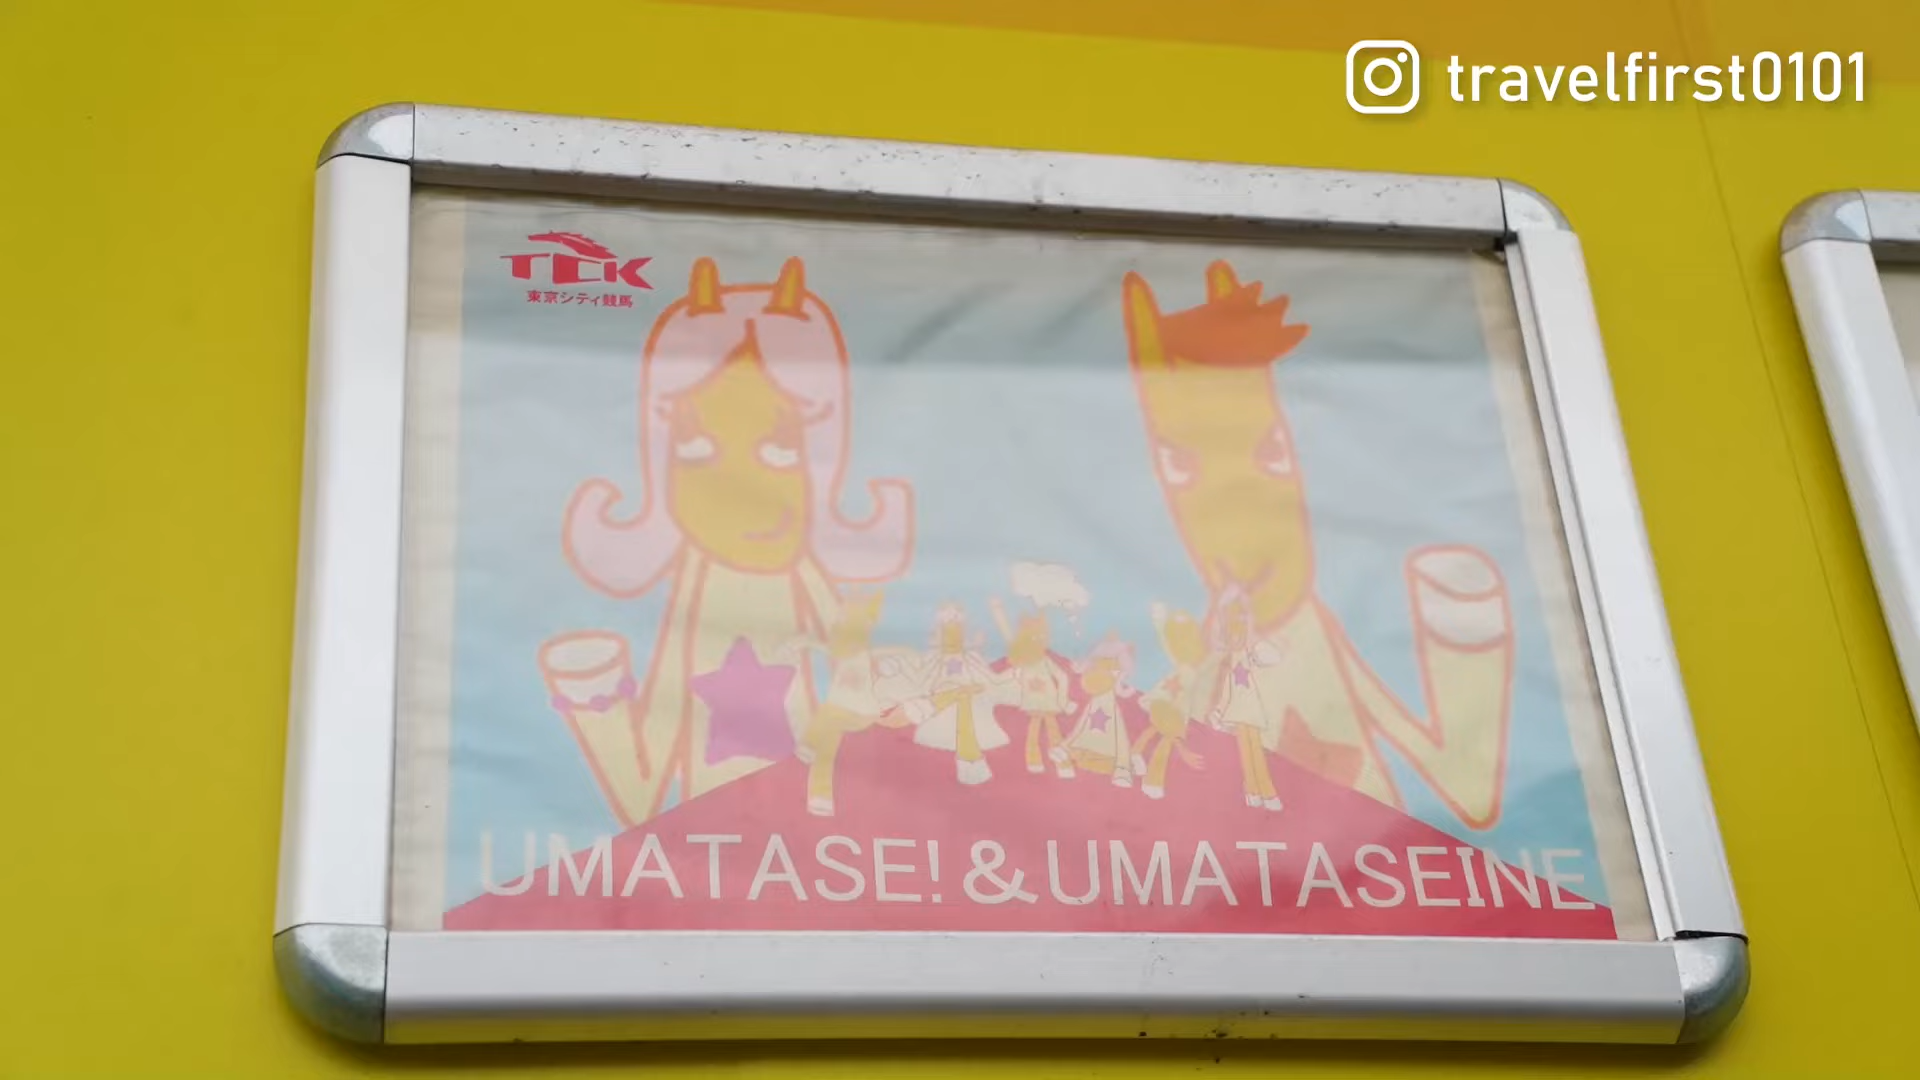 travelfirst0101
TCK
東京シティ競馬
UMATASE! & UMATASEINE